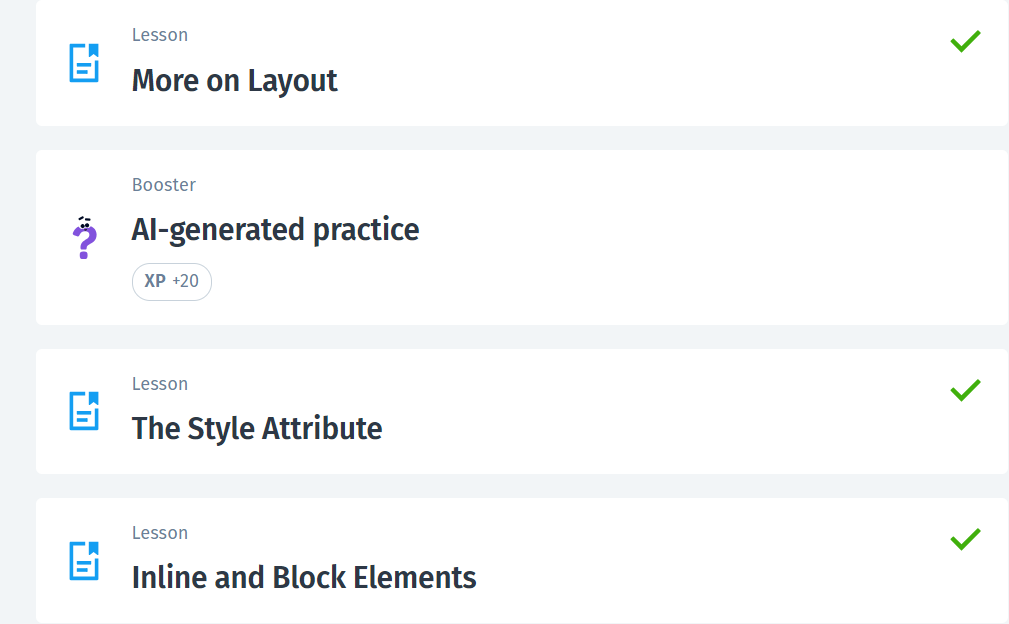 Lesson
More on Layout
Booster
AI-generated practice
XP +20
Lesson
The Style Attribute
Lesson
Inline and Block Elements